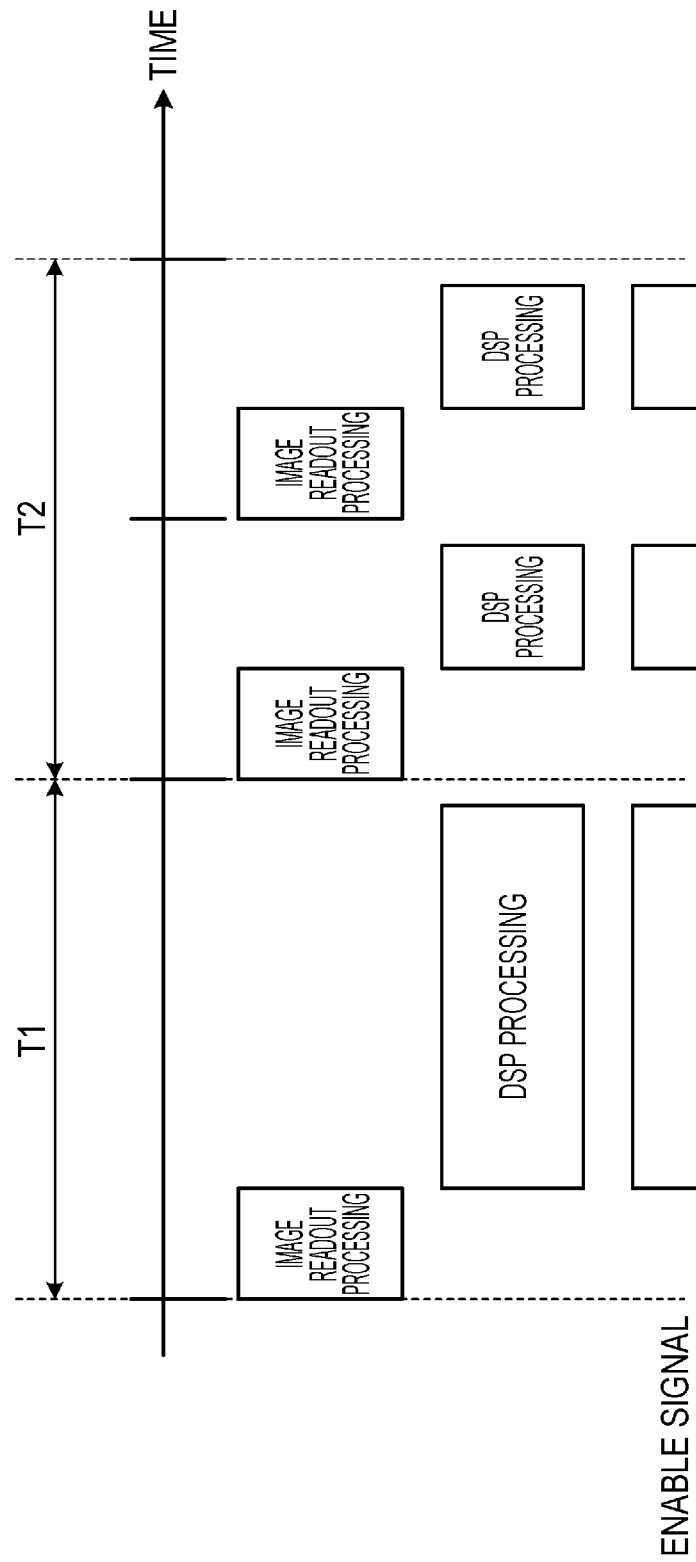 T1
T2
TIME
IMAGE
READOUT
PROCESSING
IMAGE
READOUT
PROCESSING
IMAGE
READOUT
PROCESSING
DSP PROCESSING
DSP
PROCESSING
DSP
PROCESSING
ENABLE SIGNAL